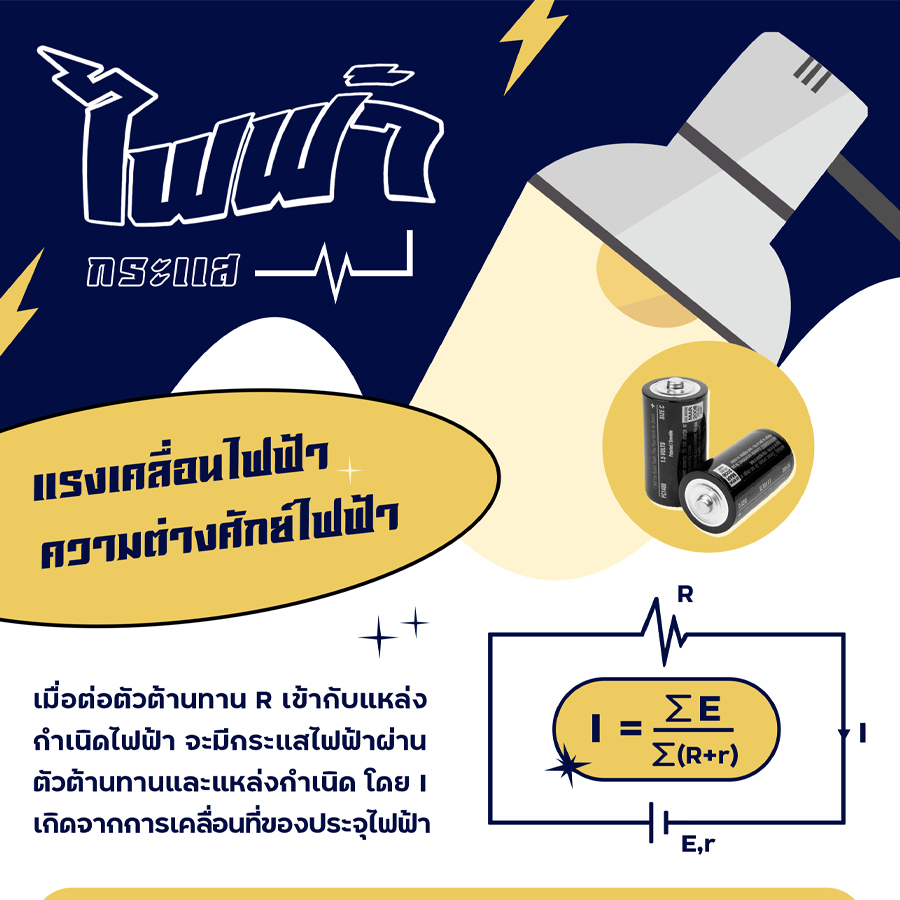 ไฟฟ้า
กระแส
แรงเคลื่อนไฟฟ้า
ความต่างศักย์ไฟฟ้า
SIZE C
1.5 VOLTS
เมื่อต่อตัวต้านทาน R เข้ากับแหล่ง
กำเนิดไฟฟ้า จะมีกระแสไฟฟ้าผ่าน
ตัวต้านทานและแหล่งกำเนิด โดย I
เกิดจากการเคลื่อนที่ของประจุไฟฟ้า
R
I = ∑E
∑(R+r)
I
E,r